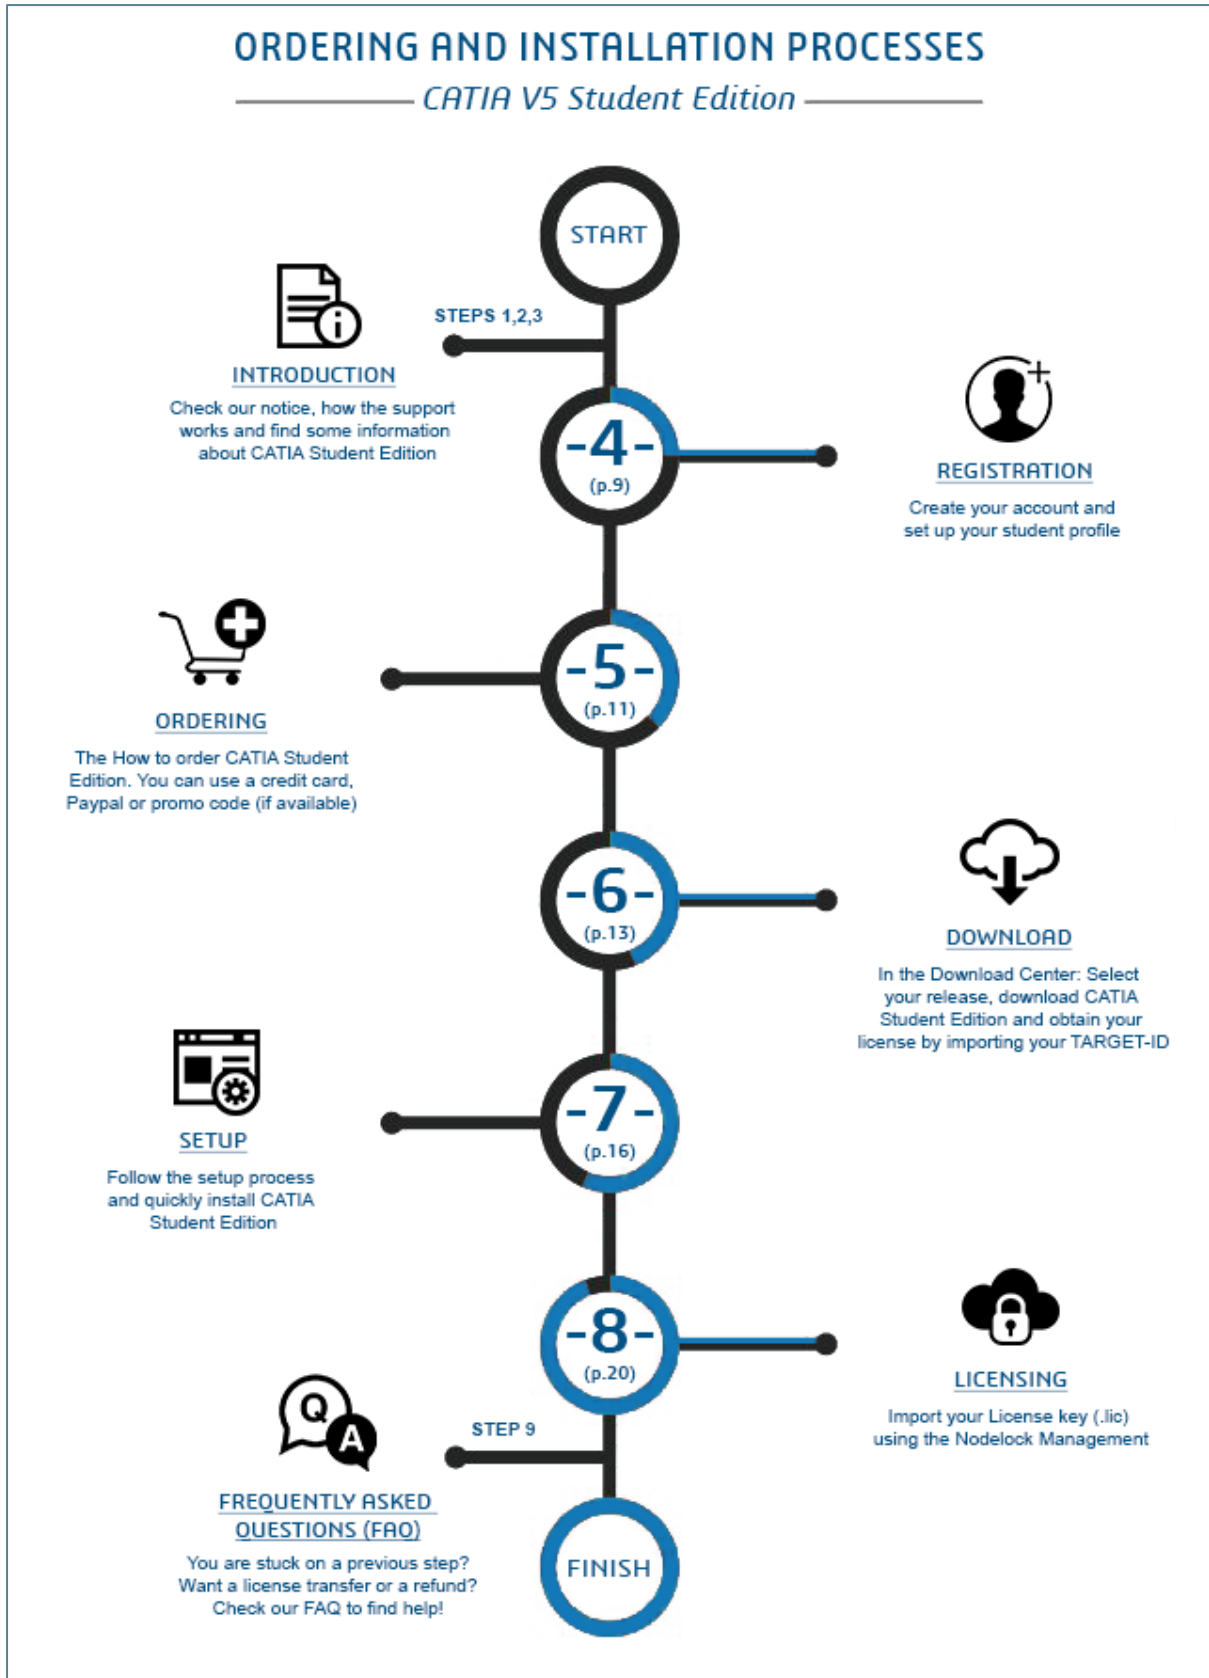 ORDERING AND INSTALLATION PROCESSES
CATIA V5 Student Edition
START
STEPS 1,2,3
INTRODUCTION
Check our notice, how the support
works and find some information
about CATIA Student Edition
-4-
(p.9)
REGISTRATION
Create your account and
set up your student profile
-5-
(p.11)
ORDERING
The How to order CATIA Student
Edition. You can use a credit card,
Paypal or promo code (if available)
-6-
(p.13)
DOWNLOAD
In the Download Center: Select
your release, download CATIA
Student Edition and obtain your
license by importing your TARGET-ID
-7-
(p.16)
SETUP
Follow the setup process
and quickly install CATIA
Student Edition
-8-
(p.20)
LICENSING
Import your License key (.lic)
using the Nodelock Management
Q
A
STEP 9
FREQUENTLY ASKED
QUESTIONS (FAQ)
You are stuck on a previous step?
Want a license transfer or a refund?
Check our FAQ to find help!
FINISH